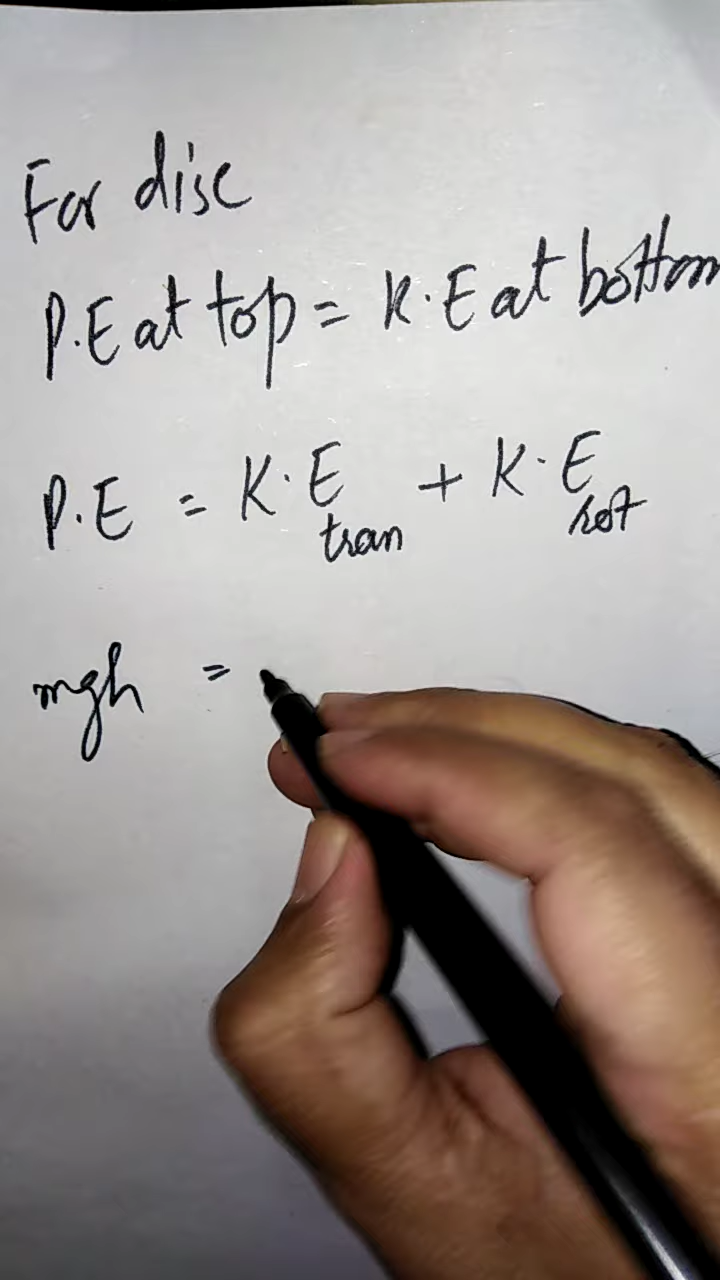 For disc
P.E at top = K.E at bottom
P.E = K.E tran + K.E rot
mgh =